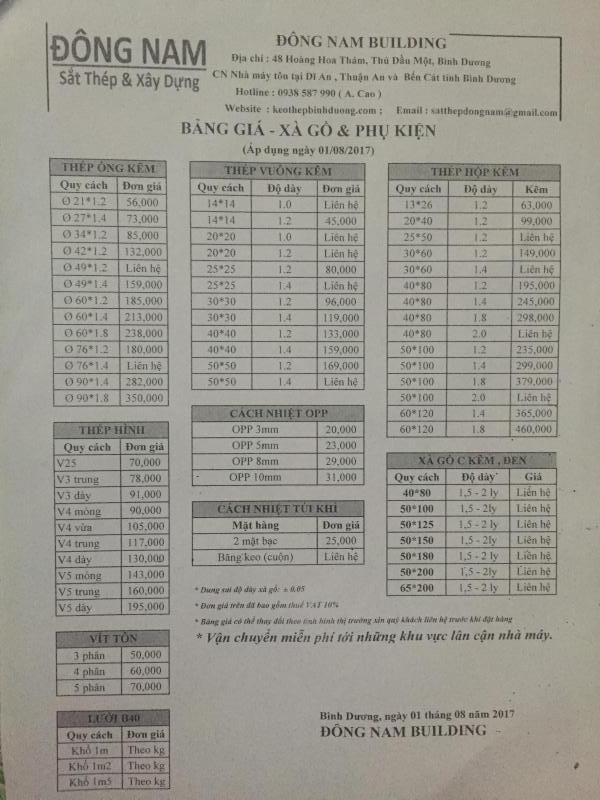 ĐÔNG NAM
Sắt Thép & Xây Dựng
ĐÔNG NAM BUILDING
Địa chỉ : 48 Hoàng Hoa Thám, Thủ Dầu Một, Bình Dương
CN Nhà máy tôn tại Dĩ An , Thuận An và Bến Cát tỉnh Bình Dương
Hotline : 0938 587 990 ( A. Cao )
Website : keothepbinhduong.com ; Email : satthepdongnam@gmail.com
BẢNG GIÁ - XÀ GỒ & PHỤ KIỆN
(Áp dụng ngày 01/08/2017)
THÉP ỐNG KẼM
Quy cách Đơn giá
Ø 21*1.2 56,000
Ø 27*1.4 73,000
Ø 34*1.2 85,000
Ø 42*1.2 132,000
Ø 49*1.2 Liên hệ
Ø 49*1.4 159,000
Ø 60*1.2 185,000
Ø 60*1.4 213,000
Ø 60*1.8 238,000
Ø 76*1.2 180,000
Ø 76*1.4 Liên hệ
Ø 90*1.4 282,000
Ø 90*1.8 350,000
THÉP HÌNH
Quy cách Đơn giá
V25 70,000
V3 trung 78,000
V3 dày 91,000
V4 mỏng 90,000
V4 vừa 105,000
V4 trung 117,000
V4 dày 130,000
V5 mỏng 143,000
V5 trung 160,000
V5 dày 195,000
VÍT TÔN
3 phân 50,000
4 phân 60,000
5 phân 70,000
LƯỚI B40
Quy cách Đơn giá
Khổ 1m Theo kg
Khổ 1m2 Theo kg
Khổ 1m5 Theo kg
THÉP VUÔNG KẼM
Quy cách Độ dày Đơn giá
14*14 1.0 Liên hệ
14*14 1.2 45,000
20*20 1.0 Liên hệ
20*20 1.2 Liên hệ
25*25 1.2 80,000
25*25 1.4 Liên hệ
30*30 1.2 96,000
30*30 1.4 119,000
40*40 1.2 133,000
40*40 1.4 159,000
50*50 1.2 169,000
50*50 1.4 Liên hệ
CÁCH NHIỆT OPP
OPP 3mm 20,000
OPP 5mm 23,000
OPP 8mm 29,000
OPP 10mm 31,000
CÁCH NHIỆT TÚI KHÍ
Mặt hàng Đơn giá
2 mặt bạc 25,000
Băng keo (cuộn) Liên hệ
THÉP HỘP KẼM
Quy cách Độ dày Kẽm
13*26 1.2 63,000
20*40 1.2 99,000
25*50 1.2 Liên hệ
30*60 1.2 149,000
30*60 1.4 Liên hệ
40*80 1.2 195,000
40*80 1.4 245,000
40*80 1.8 298,000
40*80 2.0 Liên hệ
50*100 1.2 235,000
50*100 1.4 299,000
50*100 1.8 379,000
50*100 2.0 Liên hệ
60*120 1.4 365,000
60*120 1.8 460,000
XÀ GỒ C KẼM , ĐEN
Quy cách Độ dày Giá
40*80 1,5 - 2 ly Liên hệ
50*100 1,5 - 2 ly Liên hệ
50*125 1,5 - 2 ly Liên hệ
50*150 1,5 - 2 ly Liên hệ
50*180 1,5 - 2 ly Liên hệ
50*200 1,5 - 2ly Liên hệ
65*200 1,5 - 2 ly Liên hệ
* Dung sai độ dày xà gồ: ± 0.05
* Đơn giá trên đã bao gồm thuế VAT 10%
* Bảng giá có thể thay đổi theo tình hình thị trường xin quý khách liên hệ trước khi đặt hàng
* Vận chuyển miễn phí tới những khu vực lân cận nhà máy.
Bình Dương, ngày 01 tháng 08 năm 2017
ĐÔNG NAM BUILDING